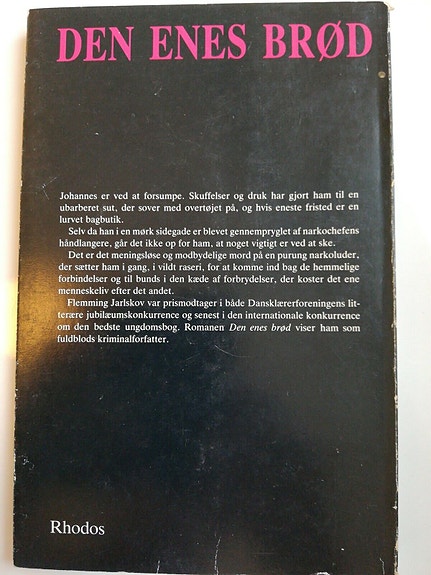 DEN ENES BRØD
Johannes er ved at forsumpe. Skuffelser og druk har gjort ham til en
ubarberet sut, der sover med overtøjet på, og hvis eneste fristed er en
lurvet bagbutik.
Selv da han i en mørk sidegade er blevet gennempryglet af narkochefens
håndlangere, går det ikke op for ham, at noget vigtigt er ved at ske.
Det er det meningsløse og modbydelige mord på en purung narkoluder,
der sætter ham i gang, i vildt raseri, for at komme ind bag de hemmelige
forbindelser og til bunds i den kæde af forbrydelser, der koster det ene
menneskeliv efter det andet.
Flemming Jarlskov var prismodtager i både Dansklærerforeningens lit-
terære jubilæumskonkurrence og senest i den internationale konkurrence
om den bedste ungdomsbog. Romanen Den enes brød viser ham som
fuldblods kriminalforfatter.
Rhodos